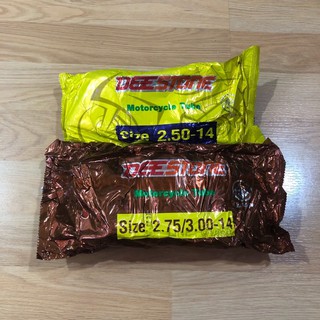 DEESTONE
Motorcycle Tube
Size 2.50-14
DEESTONE
Motorcycle Tube
Size 2.75/3.00-14